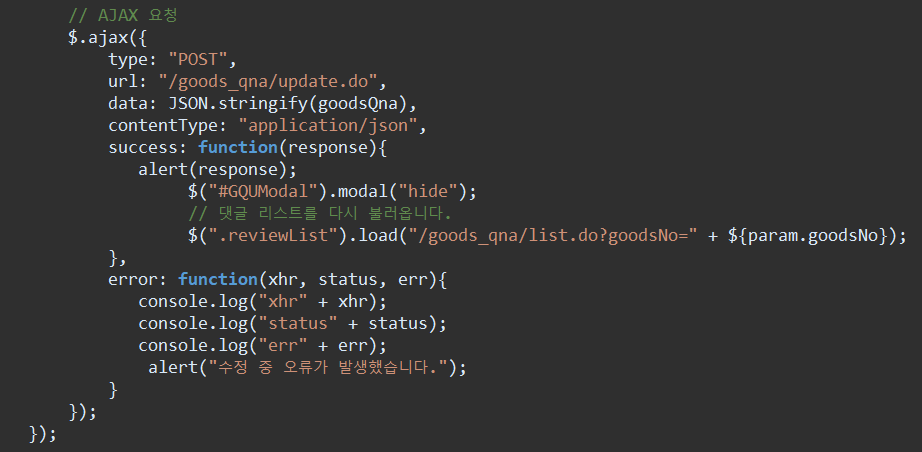 // AJAX 요청
$.ajax({
type: "POST",
url: "/goods_qna/update.do",
data: JSON.stringify(goodsQna),
contentType: "application/json",
success: function(response){
alert(response);
$("#GQUModal").modal("hide");
// 댓글 리스트를 다시 불러옵니다.
$(".reviewList").load("/goods_qna/list.do?goodsNo=" + ${param.goodsNo});
},
error: function(xhr, status, err){
console.log("xhr" + xhr);
console.log("status" + status);
console.log("err" + err);
alert("수정 중 오류가 발생했습니다.");
}
});
});